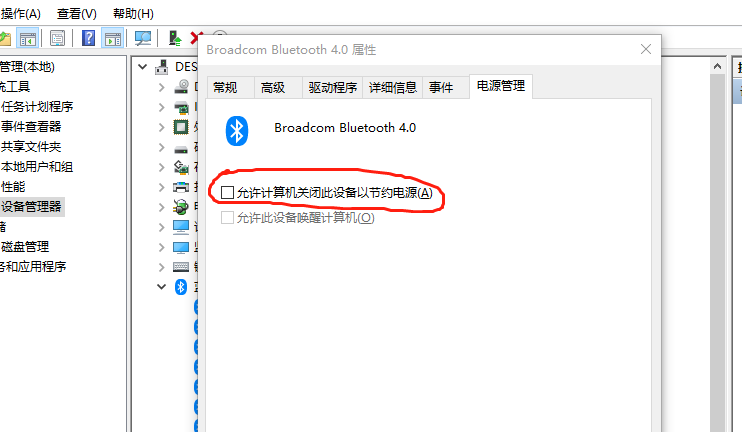 操作(A) 查看(V) 帮助(H)
Broadcom Bluetooth 4.0 属性
管理(本地)
统工具
任务计划程序
事件查看器
共享文件夹
本地用户和组
性能
设备管理器
储
磁盘管理
务和应用程序
DES
常规 高级 驱动程序 详细信息 事件 电源管理
Broadcom Bluetooth 4.0
允许计算机关闭此设备以节约电源(A)
允许此设备唤醒计算机(O)